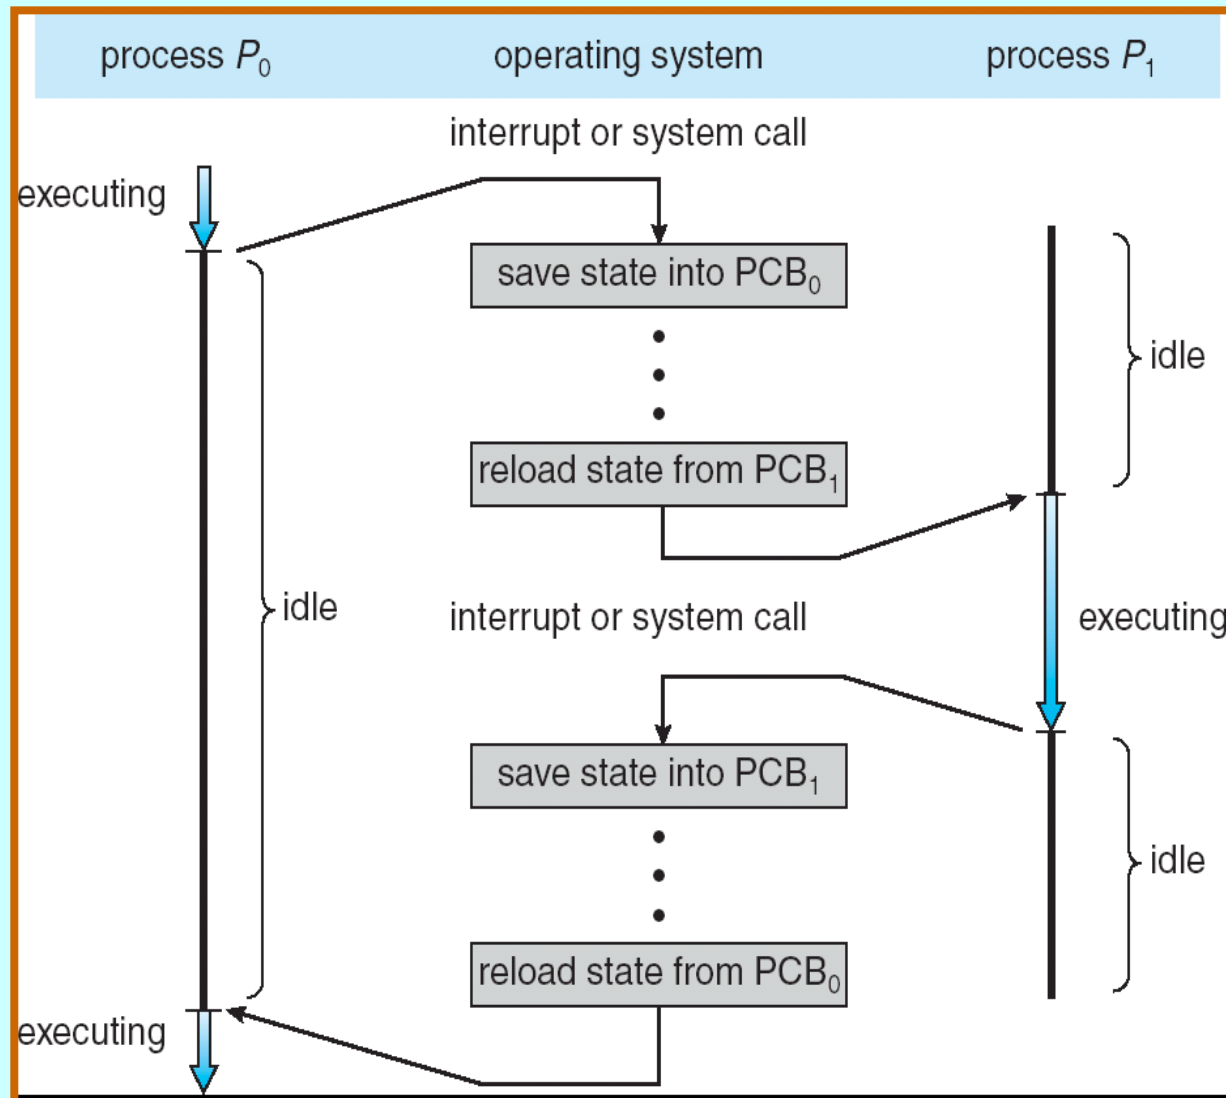 process P₀ operating system process P₁
interrupt or system call
executing
save state into PCB₀
idle
reload state from PCB₁
idle
interrupt or system call
executing
save state into PCB₁
idle
reload state from PCB₀
executing